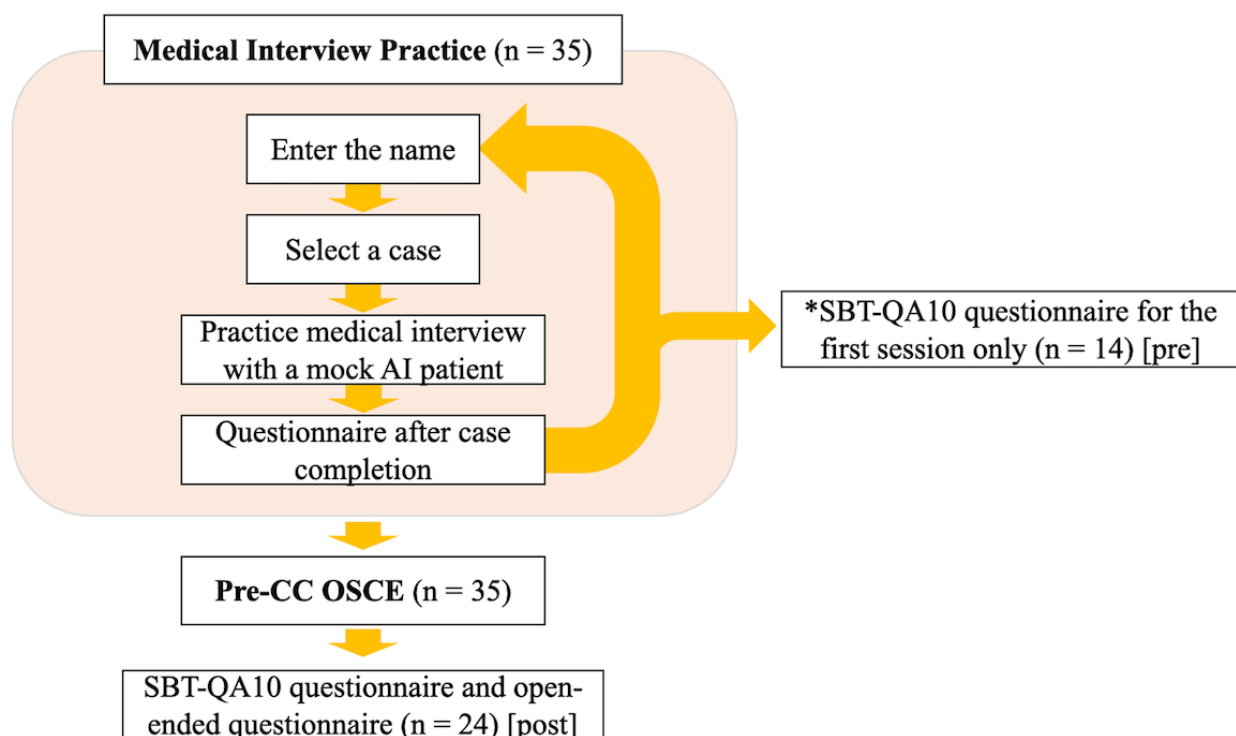 Medical Interview Practice (n = 35)
Enter the name
Select a case
Practice medical interview
with a mock AI patient
Questionnaire after case
completion
*SBT-QA10 questionnaire for the
first session only (n = 14) [pre]
Pre-CC OSCE (n = 35)
SBT-QA10 questionnaire and open-
ended questionnaire (n = 24) [post]